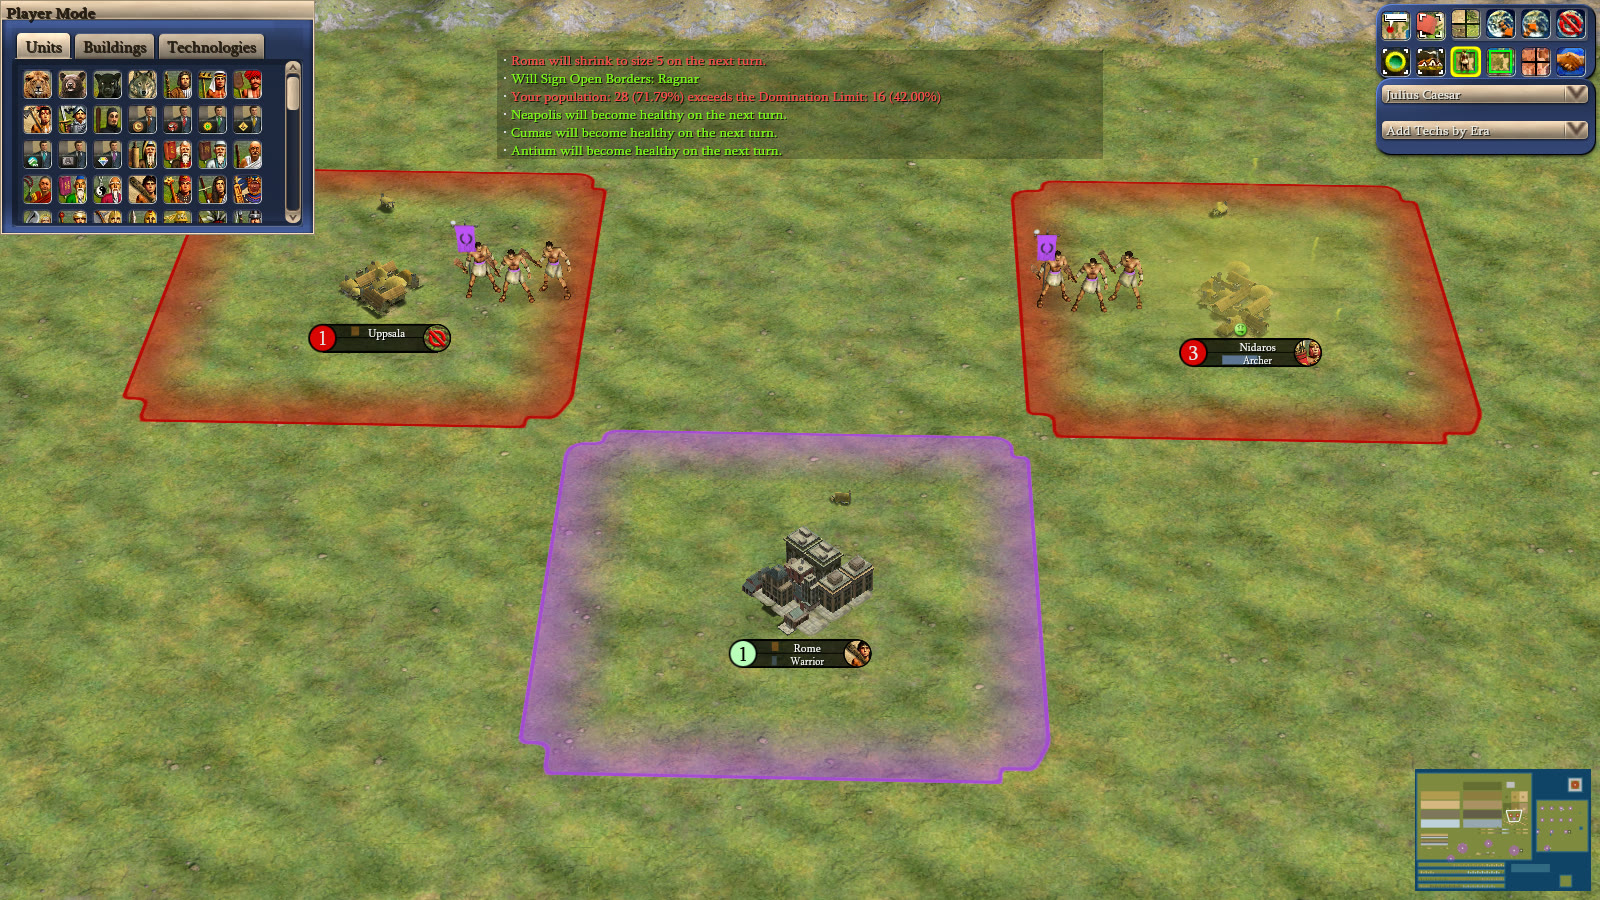 Player Mode
Units
Buildings
Technologies
· Roma will shrink to size 5 on the next turn.
· Will Sign Open Borders: Ragnar
· Your population: 28 (71.79%) exceeds the Domination Limit: 16 (42.00%)
· Neapolis will become healthy on the next turn.
· Cumae will become healthy on the next turn.
· Antium will become healthy on the next turn.
Julius Caesar
Add Techs by Era
1 Uppsala
3 Nidaros
Archer
1 Rome
Warrior